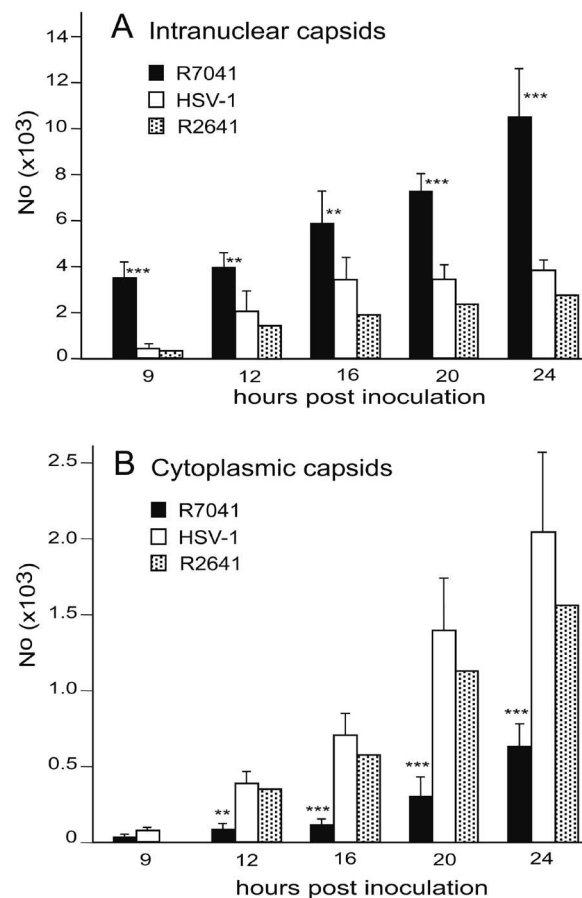 A Intranuclear capsids
R7041
HSV-1
R2641
No (x103)
14
12
10
8
6
4
2
0
***
**
**
***
***
9 12 16 20 24
hours post inoculation
B Cytoplasmic capsids
R7041
HSV-1
R2641
No (x103)
2.5
2.0
1.5
1.0
0.5
0
**
***
***
***
9 12 16 20 24
hours post inoculation